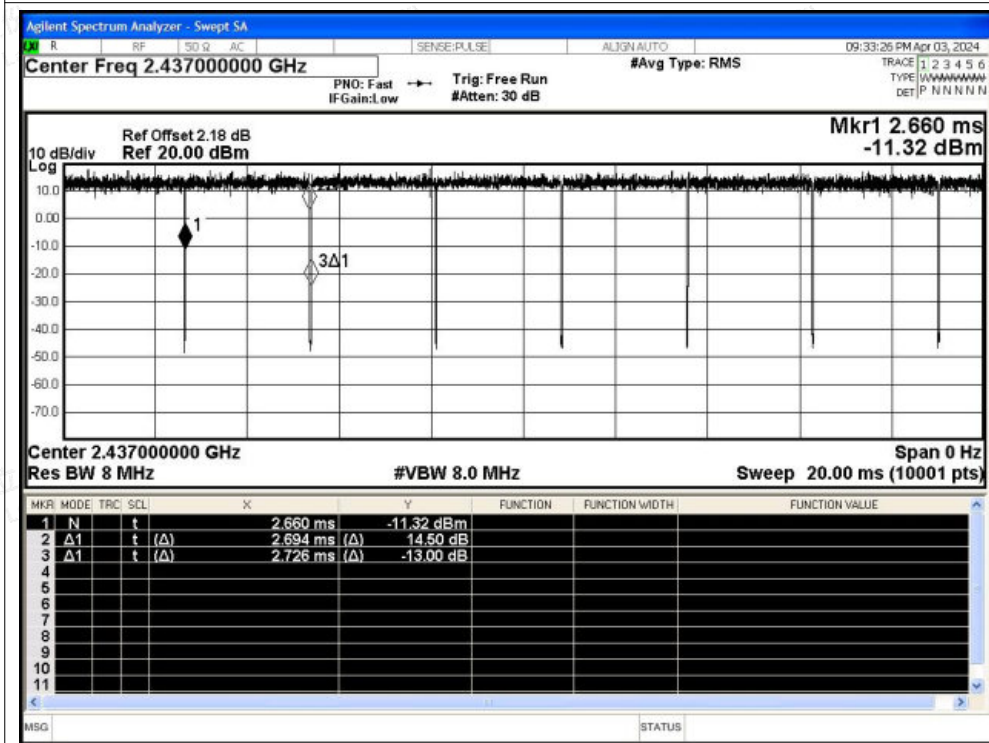 Agilent Spectrum Analyzer - Swept SA
R RF 50 Ω AC SENSE:PULSE ALIGN AUTO 09:33:26 PM Apr 03, 2024
Center Freq 2.437000000 GHz #Avg Type: RMS TRACE 1 2 3 4 5 6
PNO: Fast Trig: Free Run TYPE WWWWWW
IFGain:Low #Atten: 30 dB DET P N N N N N
Ref Offset 2.18 dB Mkr1 2.660 ms
10 dB/div Ref 20.00 dBm -11.32 dBm
Log
10.0
0.00
1
-10.0
3Δ1
-20.0
-30.0
-40.0
-50.0
-60.0
-70.0
Center 2.437000000 GHz Span 0 Hz
Res BW 8 MHz #VBW 8.0 MHz Sweep 20.00 ms (10001 pts)
MKR MODE TRC SCL X Y FUNCTION FUNCTION WIDTH FUNCTION VALUE
1 N t 2.660 ms -11.32 dBm
2 Δ1 t (Δ) 2.694 ms (Δ) 14.50 dB
3 Δ1 t (Δ) 2.726 ms (Δ) -13.00 dB
4
5
6
7
8
9
10
11
MSG STATUS